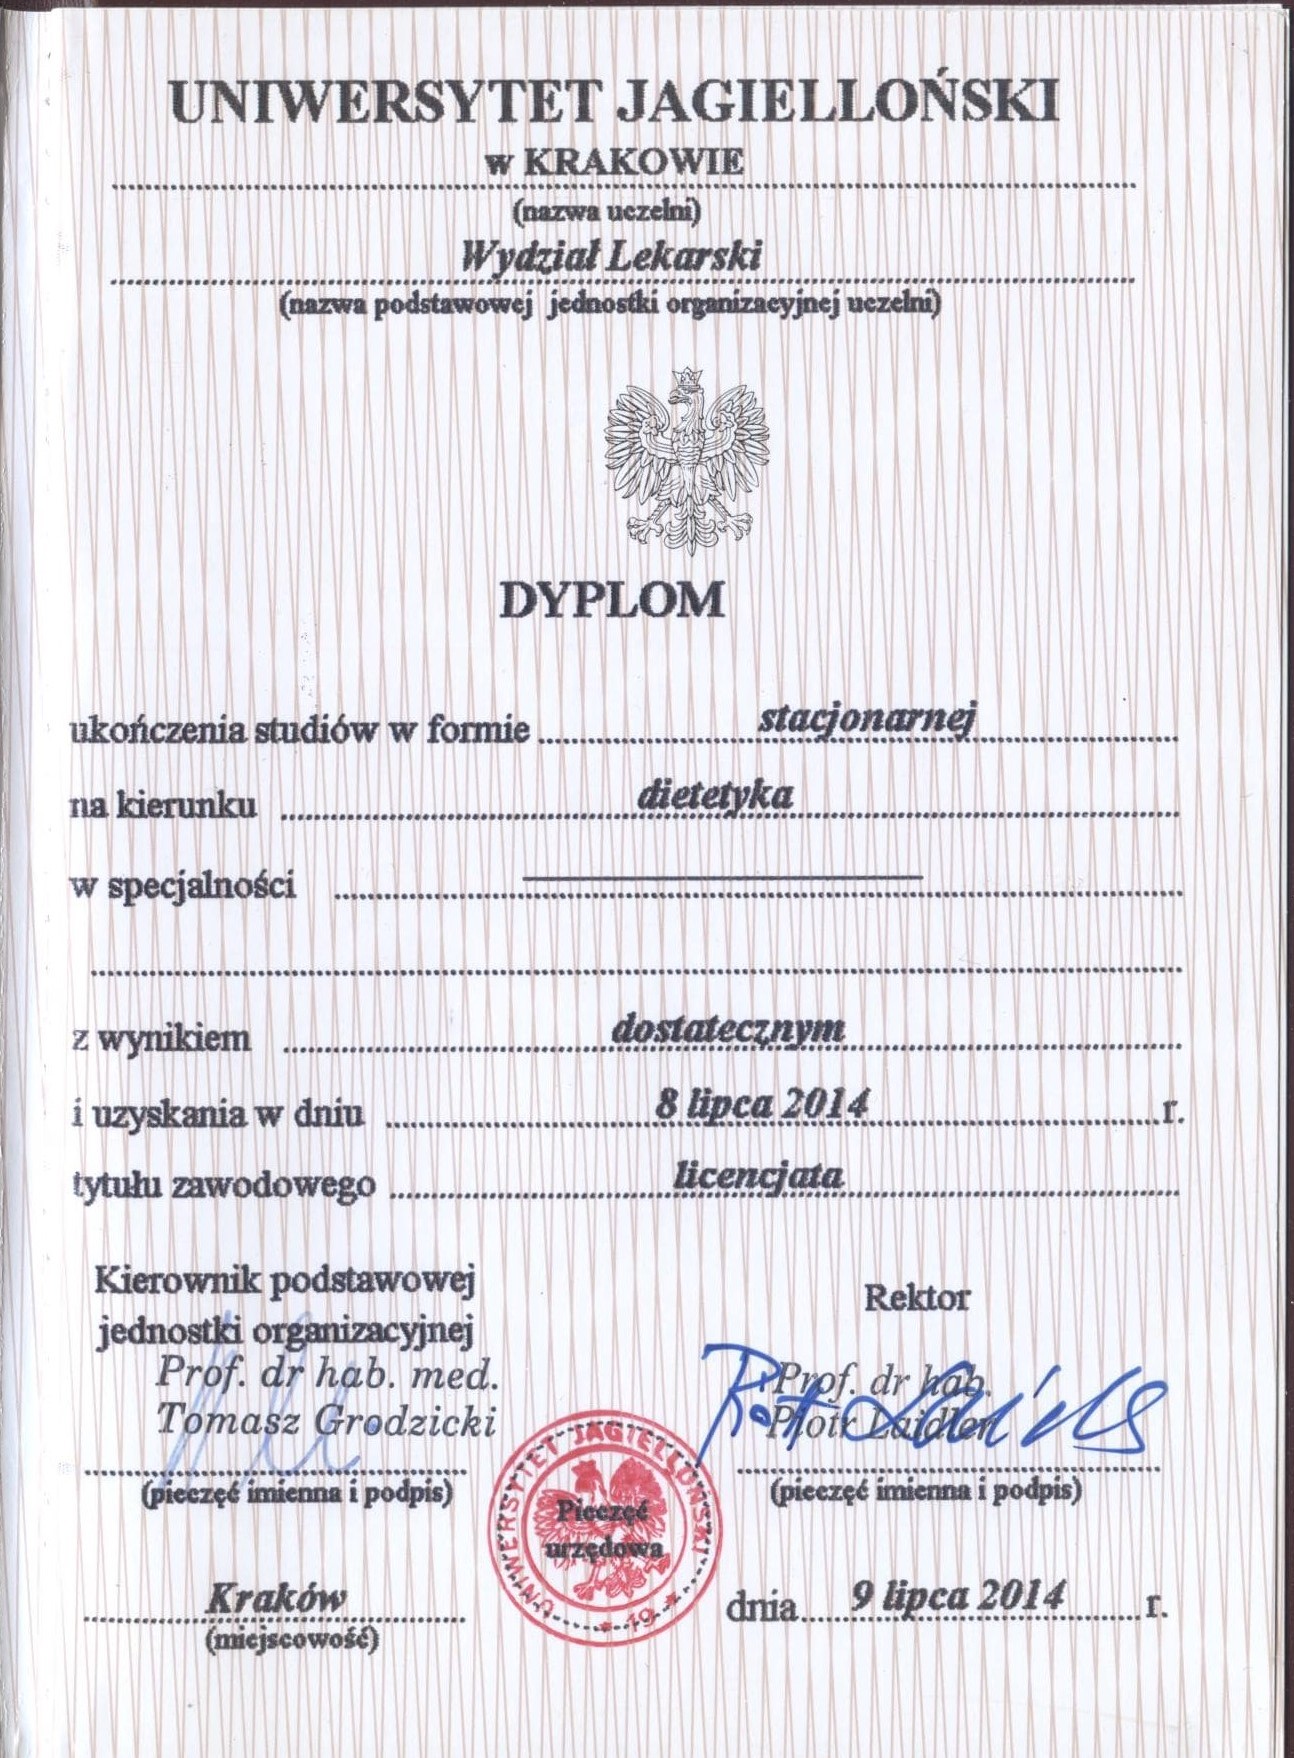 UNIWERSYTET JAGIELLOŃSKI
w KRAKOWIE
(nazwa uczelni)
Wydział Lekarski
(nazwa podstawowej jednostki organizacyjnej uczelni)
DYPLOM
ukończenia studiów w formie stacjonarnej
na kierunku dietetyka
w specjalności
z wynikiem dostatecznym
i uzyskania w dniu 8 lipca 2014 r.
tytułu zawodowego licencjata
Kierownik podstawowej
jednostki organizacyjnej
Prof. dr hab. med.
Tomasz Grodzicki
(pieczęć imienna i podpis)
Rektor
Prof. dr hab.
Piotr Laidler
(pieczęć imienna i podpis)
UNIWERSYTET JAGIELLOŃSKI
* 19 *
Pieczęć
urzędowa
Kraków
(miejscowość)
dnia 9 lipca 2014 r.